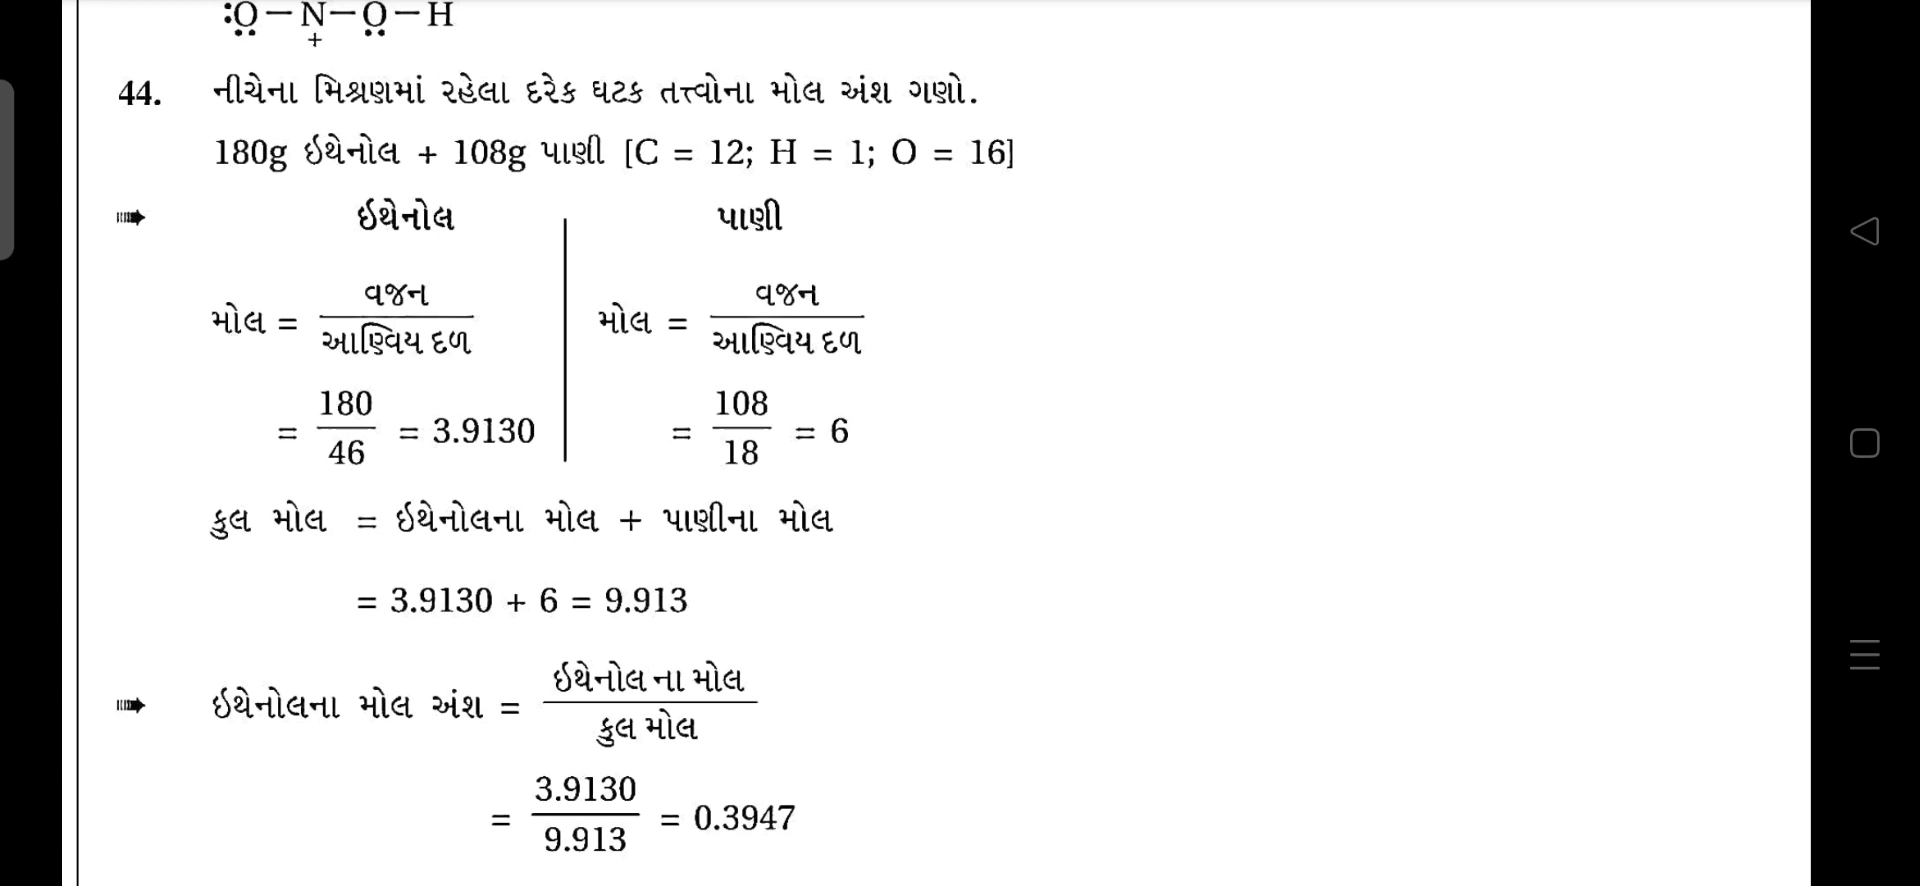 :O – N – O – H
+
44. નીચેના મિશ્રણમાં રહેલા દરેક ઘટક તત્ત્વોના મોલ અંશ ગણો.
180g ઈથેનોલ + 108g પાણી [C = 12; H = 1; O = 16]
ઈથેનોલ
મોલ = વજન / આણ્વિય દળ
= 180 / 46 = 3.9130
પાણી
મોલ = વજન / આણ્વિય દળ
= 108 / 18 = 6
કુલ મોલ = ઈથેનોલના મોલ + પાણીના મોલ
= 3.9130 + 6 = 9.913
ઈથેનોલના મોલ અંશ = ઈથેનોલ ના મોલ / કુલ મોલ
= 3.9130 / 9.913 = 0.3947